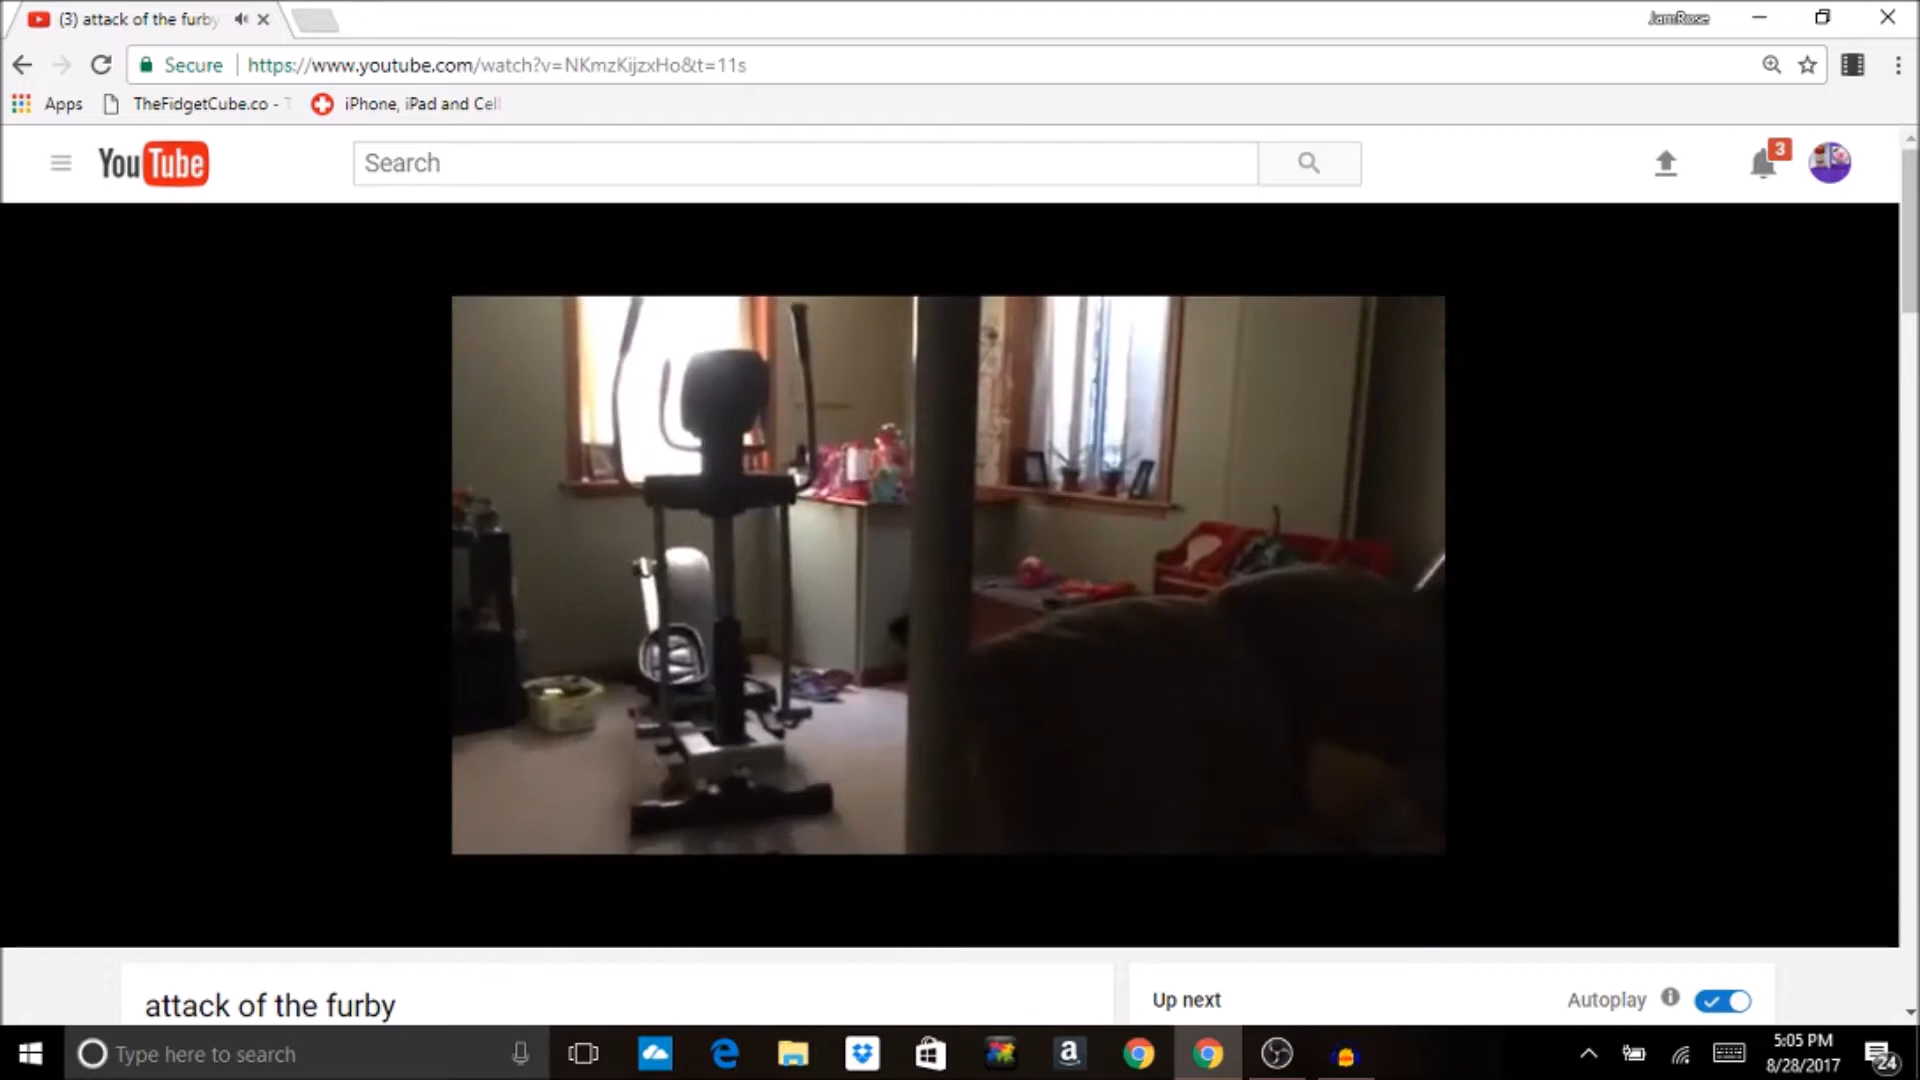 (3) attack of the furby
JamRose
Secure
https://www.youtube.com/watch?v=NKmzKijzxHo&t=11s
Apps
TheFidgetCube.co - T
iPhone, iPad and Cell
YouTube
Search
3
attack of the furby
Up next
Autoplay
Type here to search
5:05 PM
8/28/2017
24